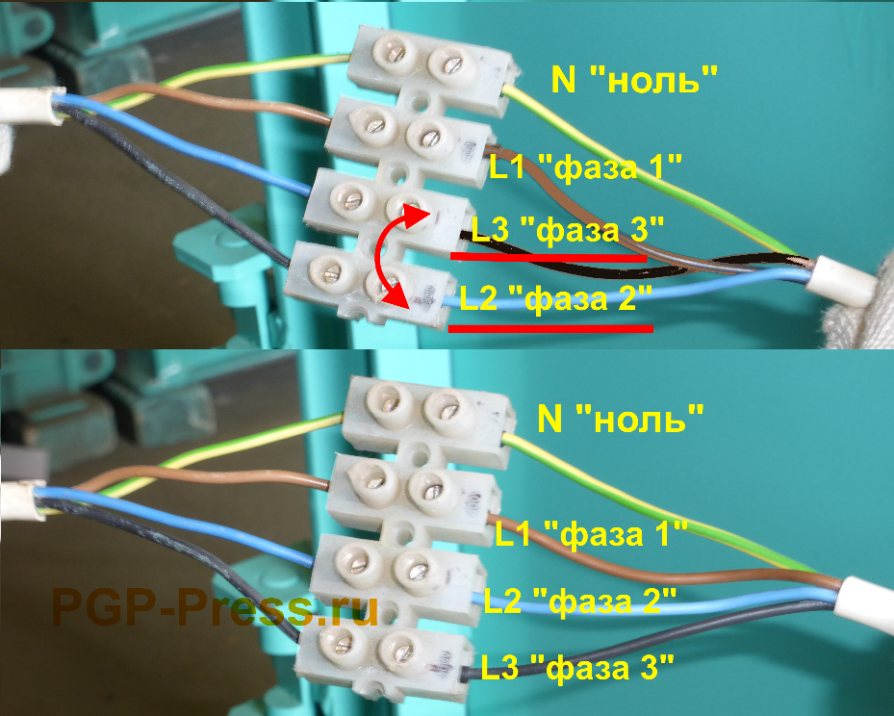 N "ноль"
L1 "фаза 1"
L3 "фаза 3"
L2 "фаза 2"
N "ноль"
L1 "фаза 1"
L2 "фаза 2"
PGP-Press.ru
L3 "фаза 3"